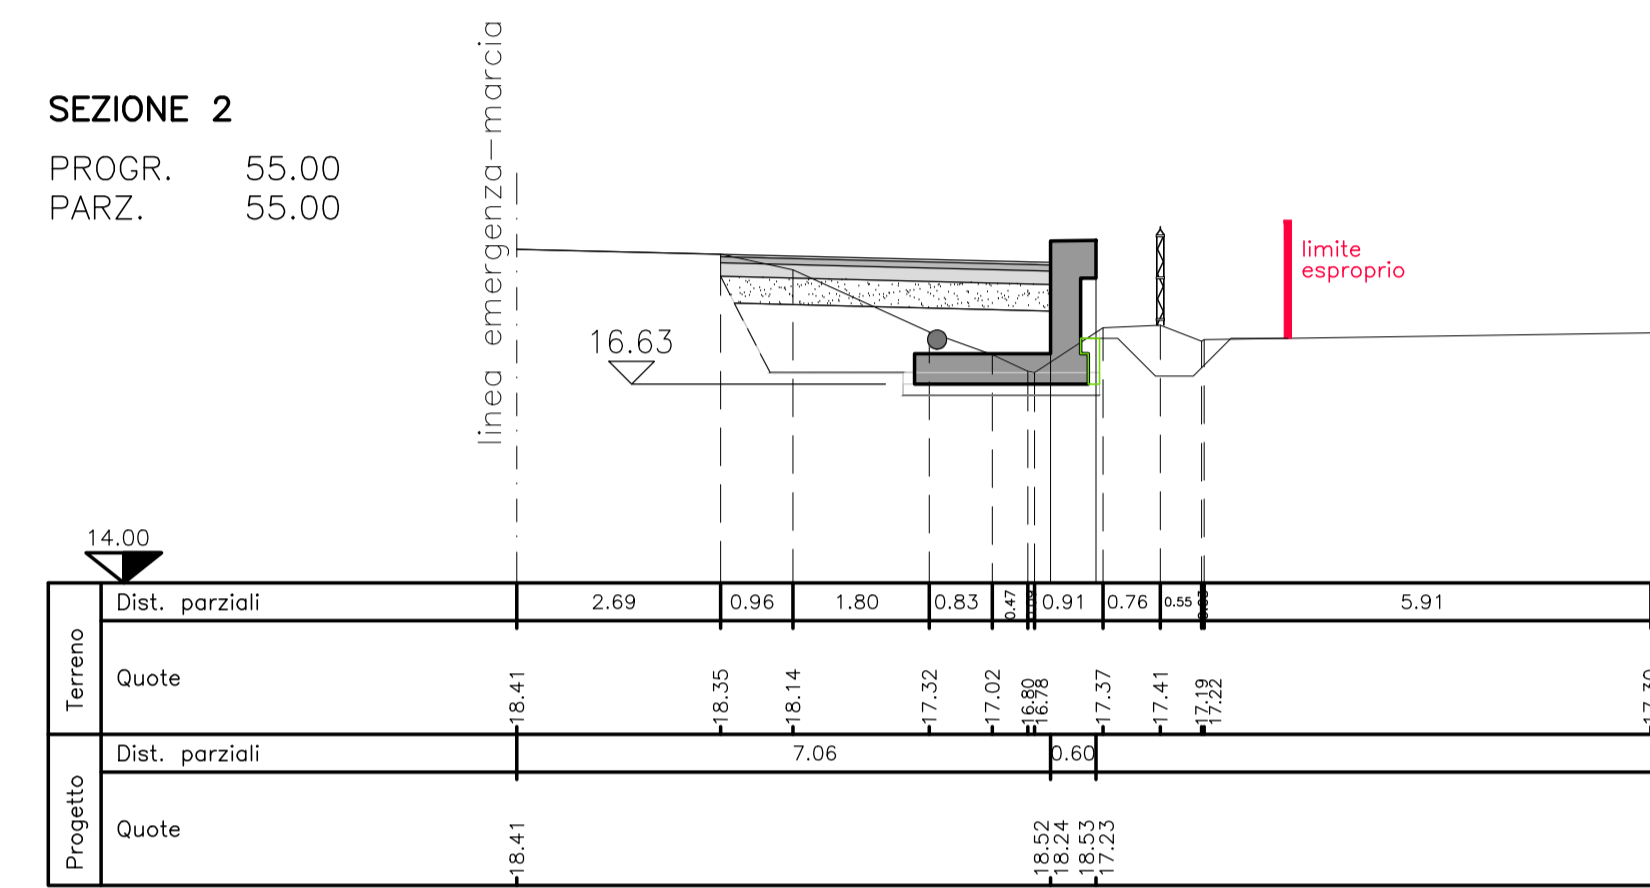 linea emergenza-marcia
SEZIONE 2
PROGR. 55.00
PARZ. 55.00
limite
esproprio
16.63
14.00
Terreno
Dist. parziali 2.69 0.96 1.80 0.83 0.47 0.91 0.76 0.55 5.91
Quote 18.41 18.35 18.14 17.32 17.02 16.80 16.78 17.37 17.41 17.19 17.22
Progetto
Dist. parziali 7.06 0.60
Quote 18.41 18.52 18.24 18.53 17.23